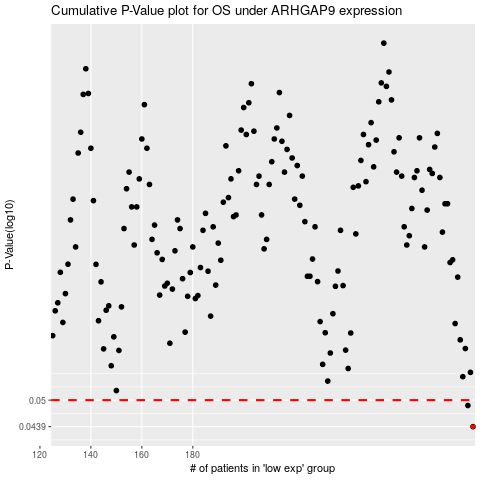 Cumulative P-Value plot for OS under ARHGAP9 expression
P-Value(log10)
0.05
0.0439
120 140 160 180
# of patients in 'low exp' group